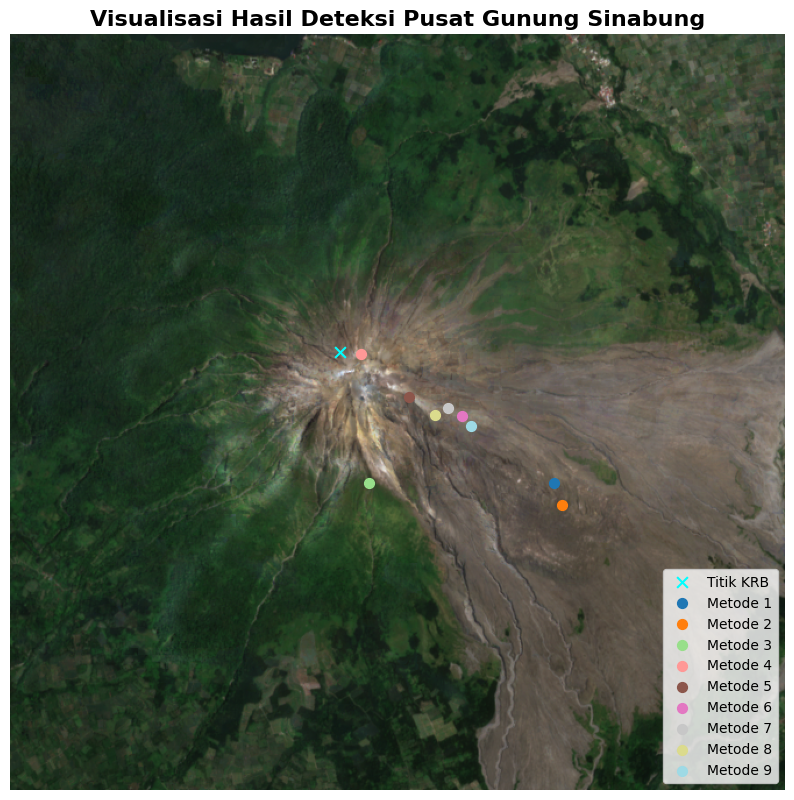 Visualisasi Hasil Deteksi Pusat Gunung Sinabung
Titik KRB
Metode 1
Metode 2
Metode 3
Metode 4
Metode 5
Metode 6
Metode 7
Metode 8
Metode 9